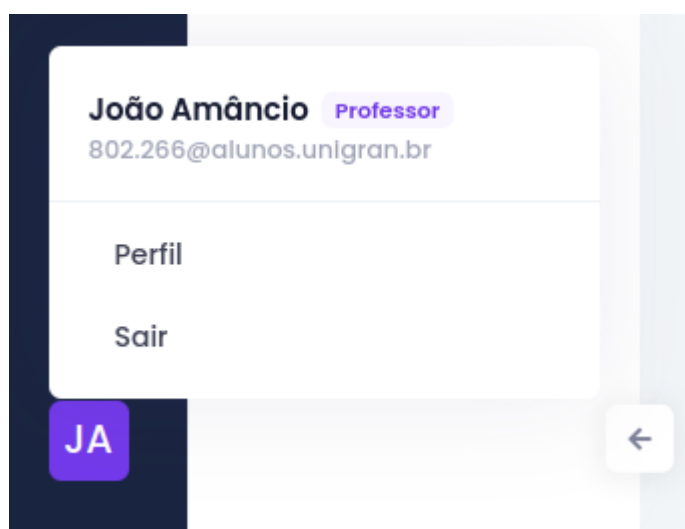 João Amâncio Professor
802.266@alunos.unigran.br
Perfil
Sair
JA